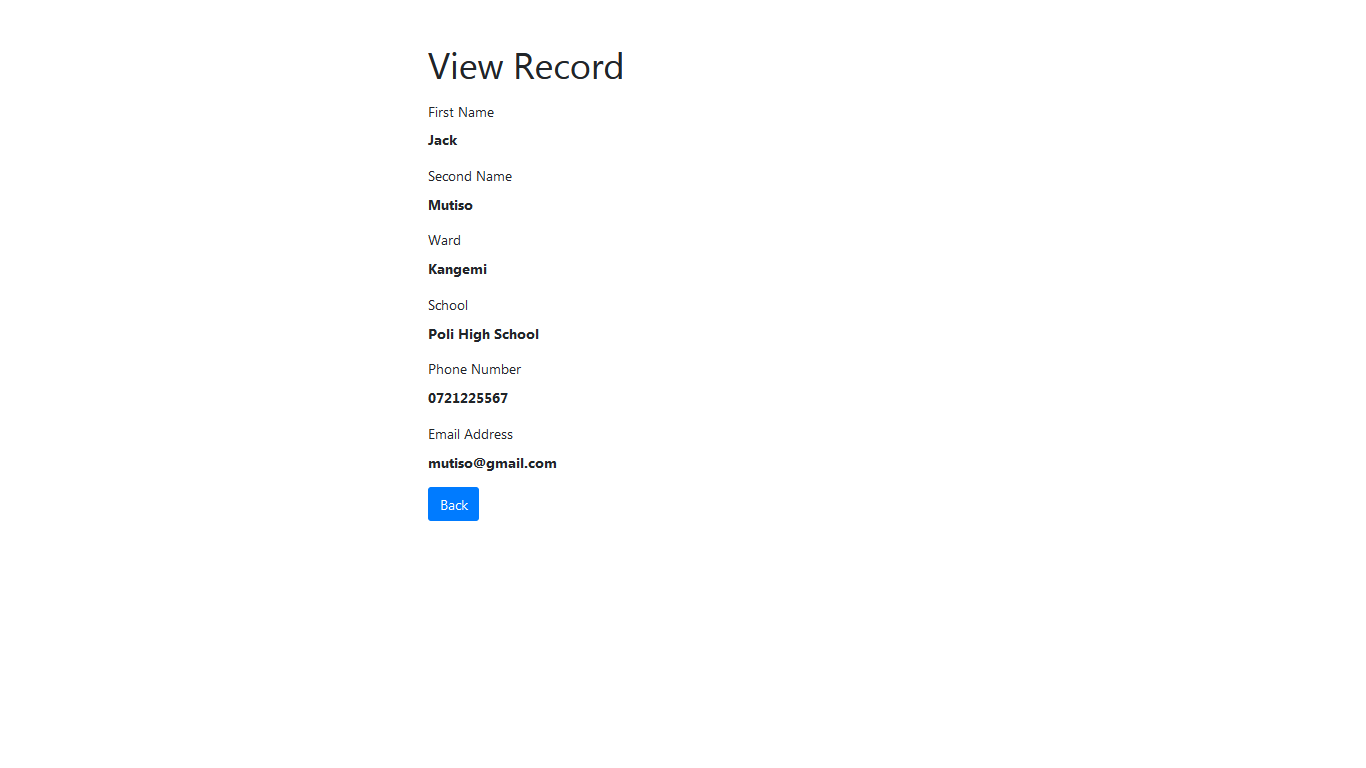 View Record
First Name
Jack
Second Name
Mutiso
Ward
Kangemi
School
Poli High School
Phone Number
0721225567
Email Address
mutiso@gmail.com
Back